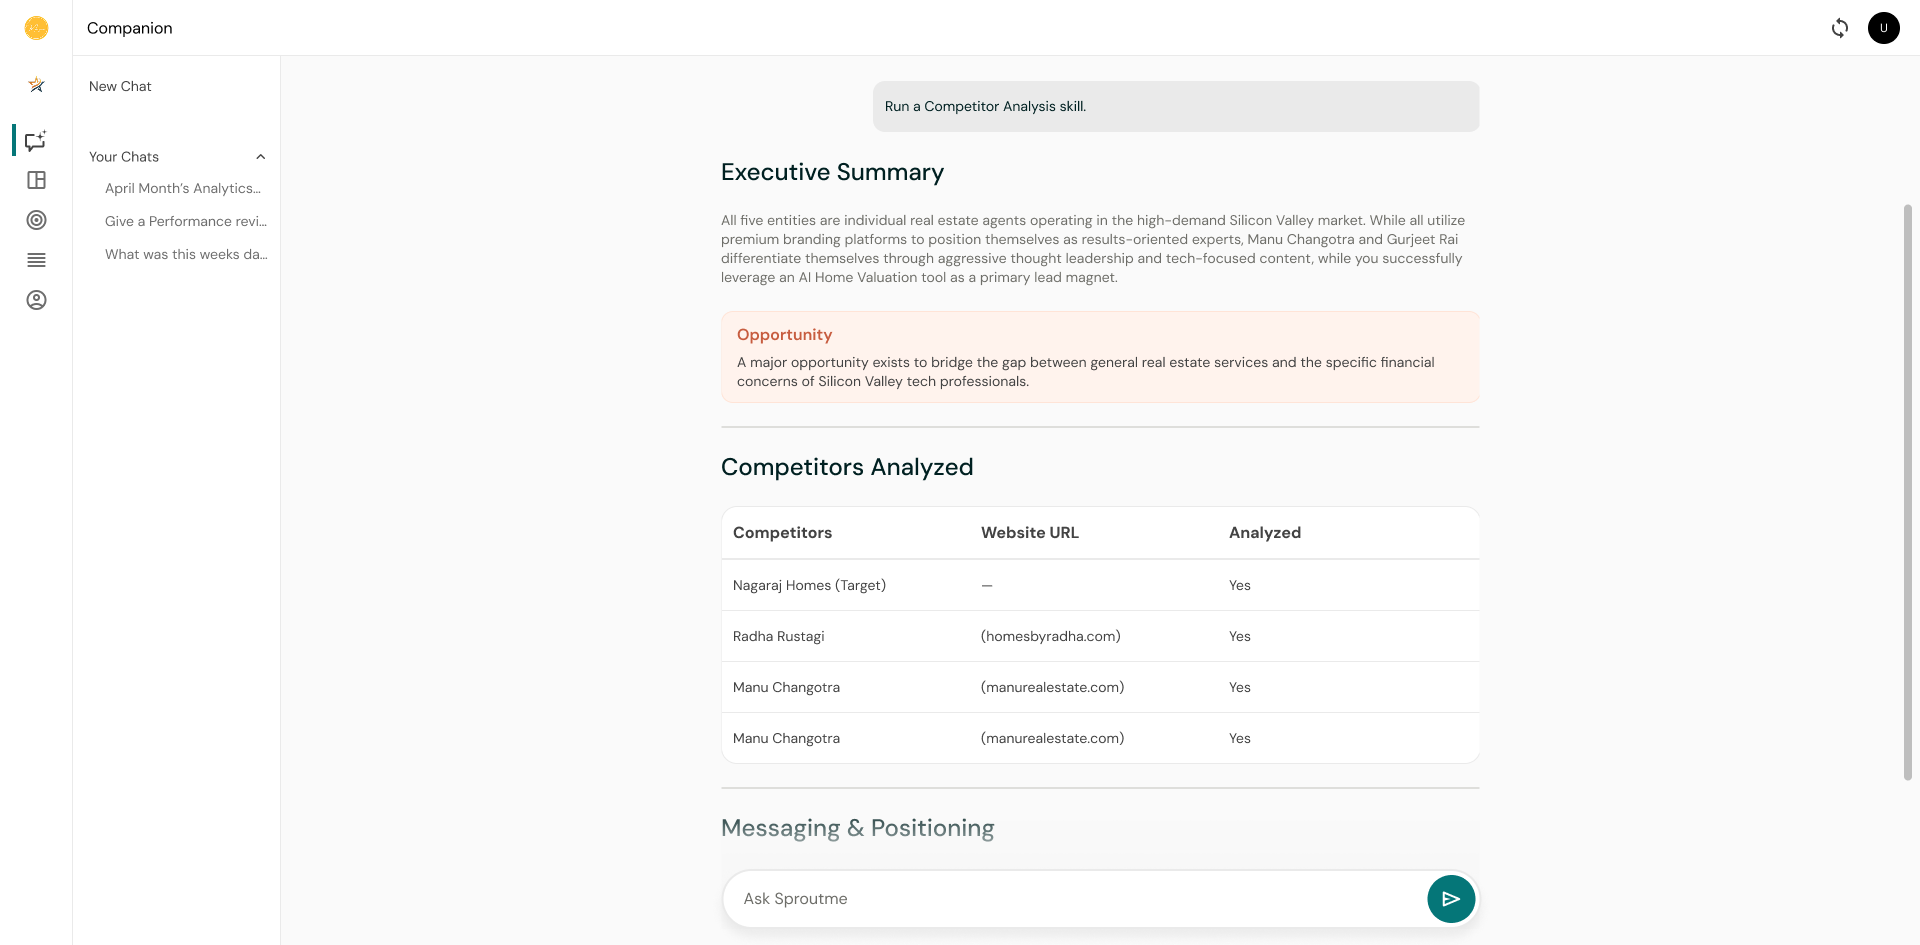 Companion
U
New Chat
Your Chats
April Month's Analytics...
Give a Performance revi...
What was this weeks da...
Run a Competitor Analysis skill.
Executive Summary
All five entities are individual real estate agents operating in the high-demand Silicon Valley market. While all utilize
premium branding platforms to position themselves as results-oriented experts, Manu Changotra and Gurjeet Rai
differentiate themselves through aggressive thought leadership and tech-focused content, while you successfully
leverage an AI Home Valuation tool as a primary lead magnet.
Opportunity
A major opportunity exists to bridge the gap between general real estate services and the specific financial
concerns of Silicon Valley tech professionals.
Competitors Analyzed
Competitors Website URL Analyzed
Nagaraj Homes (Target) — Yes
Radha Rustagi (homesbyradha.com) Yes
Manu Changotra (manurealestate.com) Yes
Manu Changotra (manurealestate.com) Yes
Messaging & Positioning
Ask Sproutme